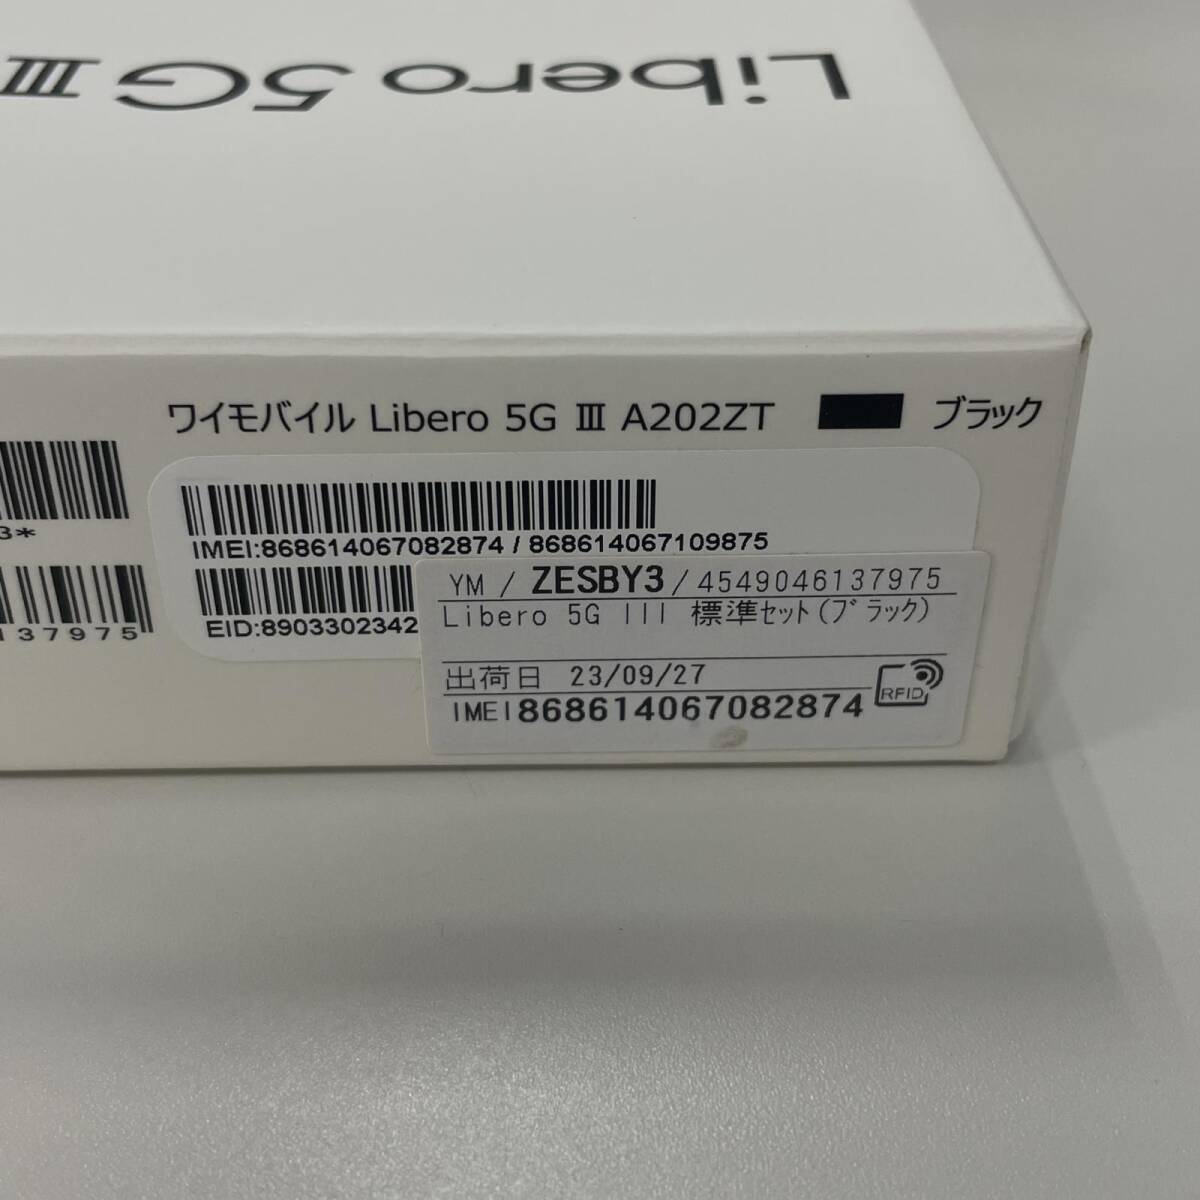 Libero 5G III
ワイモバイル Libero 5G III A202ZT ブラック
3*
IMEI:868614067082874 / 868614067109875
137975
EID:8903302342
YM / ZESBY3 / 4549046137975
Libero 5G III 標準セット(ブラック)
出荷日 23/09/27
RFID
IMEI868614067082874